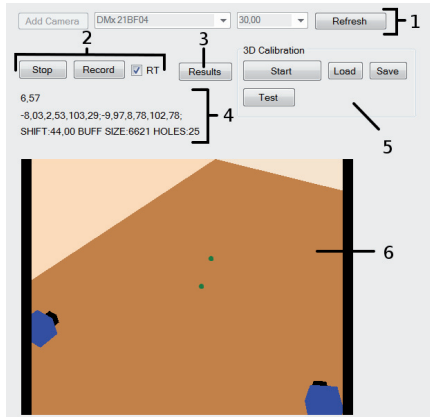 Add Camera DMx 21BF04 30,00 Refresh 1
2 3
3D Calibration
Stop Record RT Results Start Load Save
Test
6,57
-8,03,2,53,103,29;-9,97,8,78,102,78; 4
SHIFT:44,00 BUFF SIZE:6621 HOLES:25
5
6